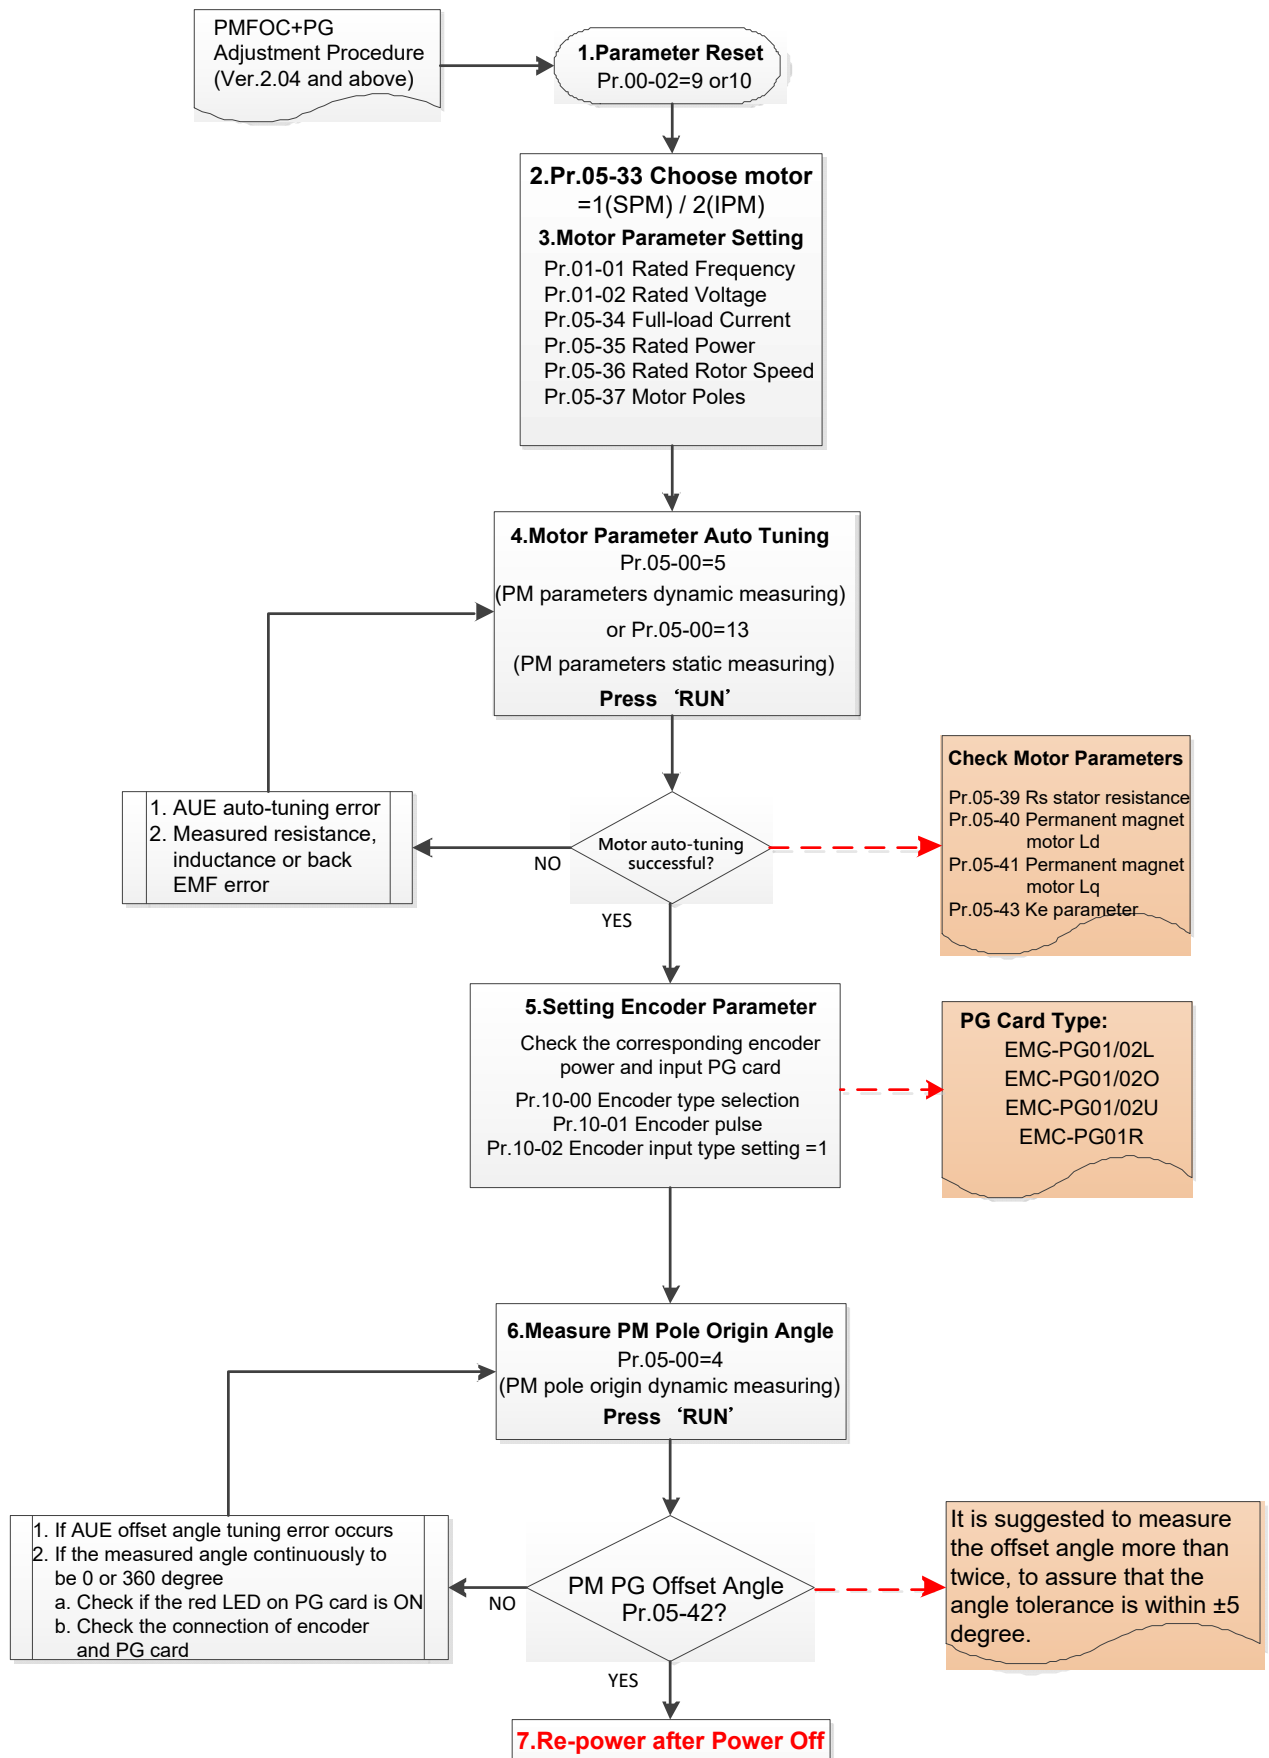 PMFOC+PG
Adjustment Procedure
(Ver.2.04 and above)
1.Parameter Reset
Pr.00-02=9 or10
2.Pr.05-33 Choose motor
=1(SPM) / 2(IPM)
3.Motor Parameter Setting
Pr.01-01 Rated Frequency
Pr.01-02 Rated Voltage
Pr.05-34 Full-load Current
Pr.05-35 Rated Power
Pr.05-36 Rated Rotor Speed
Pr.05-37 Motor Poles
4.Motor Parameter Auto Tuning
Pr.05-00=5
(PM parameters dynamic measuring)
or Pr.05-00=13
(PM parameters static measuring)
Press ‘RUN’
1. AUE auto-tuning error
2. Measured resistance,
inductance or back
EMF error
NO
Motor auto-tuning
successful?
YES
Check Motor Parameters
Pr.05-39 Rs stator resistance
Pr.05-40 Permanent magnet
motor Ld
Pr.05-41 Permanent magnet
motor Lq
Pr.05-43 Ke parameter
5.Setting Encoder Parameter
Check the corresponding encoder
power and input PG card
Pr.10-00 Encoder type selection
Pr.10-01 Encoder pulse
Pr.10-02 Encoder input type setting =1
PG Card Type:
EMC-PG01/02L
EMC-PG01/02O
EMC-PG01/02U
EMC-PG01R
6.Measure PM Pole Origin Angle
Pr.05-00=4
(PM pole origin dynamic measuring)
Press ‘RUN’
1. If AUE offset angle tuning error occurs
2. If the measured angle continuously to
be 0 or 360 degree
a. Check if the red LED on PG card is ON
b. Check the connection of encoder
and PG card
NO
PM PG Offset Angle
Pr.05-42?
YES
It is suggested to measure
the offset angle more than
twice, to assure that the
angle tolerance is within ±5
degree.
7.Re-power after Power Off